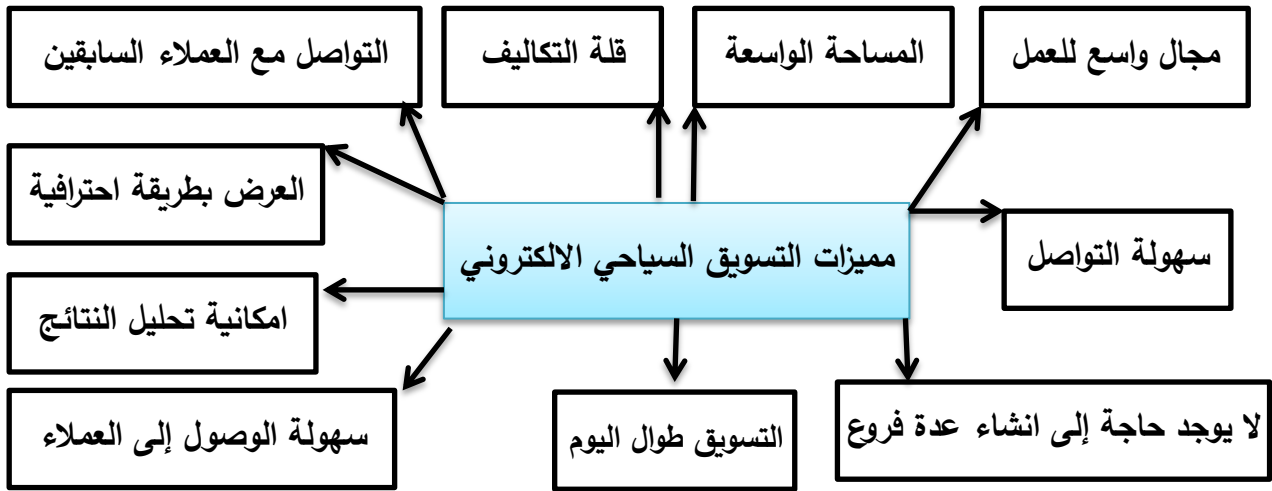 مجال واسع للعمل
المساحة الواسعة
قلة التكاليف
التواصل مع العملاء السابقين
العرض بطريقة احترافية
مميزات التسويق السياحي الالكتروني
سهولة التواصل
امكانية تحليل النتائج
لا يوجد حاجة إلى انشاء عدة فروع
التسويق طوال اليوم
سهولة الوصول إلى العملاء